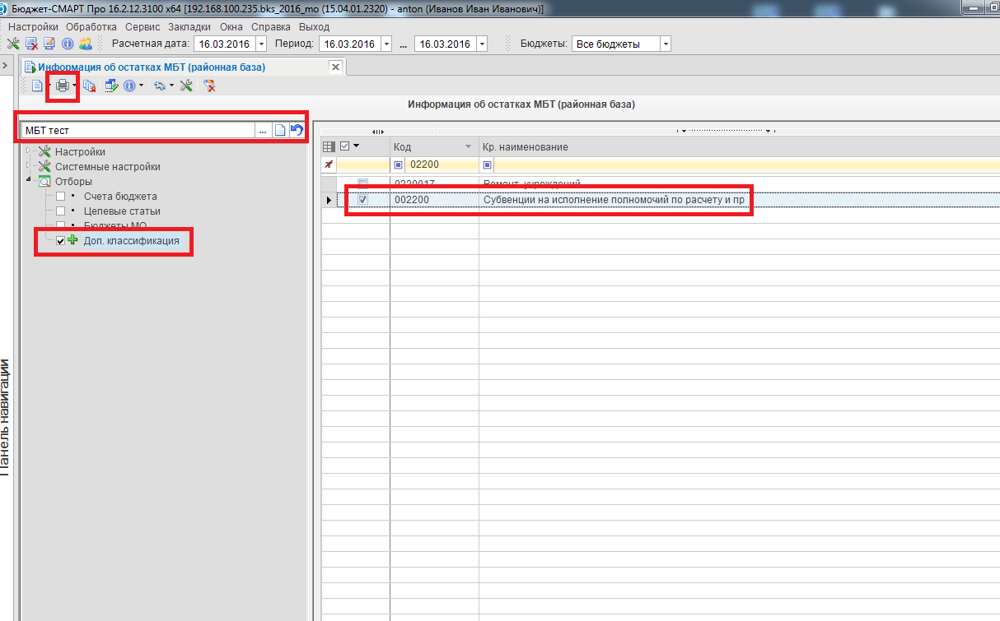 Бюджет-СМАРТ Про 16.2.12.3100 x64 [192.168.100.235.bks_2016_mo (15.04.01.2320) - anton (Иванов Иван Иванович)]
Настройки Обработка Сервис Закладки Окна Справка Выход
Расчетная дата: 16.03.2016 Период: 16.03.2016 ... 16.03.2016 Бюджеты: Все бюджеты
Информация об остатках МБТ (районная база)
Информация об остатках МБТ (районная база)
МБТ тест ...
Настройки
Системные настройки
Отборы
Счета бюджета
Целевые статьи
Бюджеты МО
Доп. классификация
Код Кр. наименование
02200
0220017 Ремонт учреждений
002200 Субвенции на исполнение полномочий по расчету и пр
Панель навигации